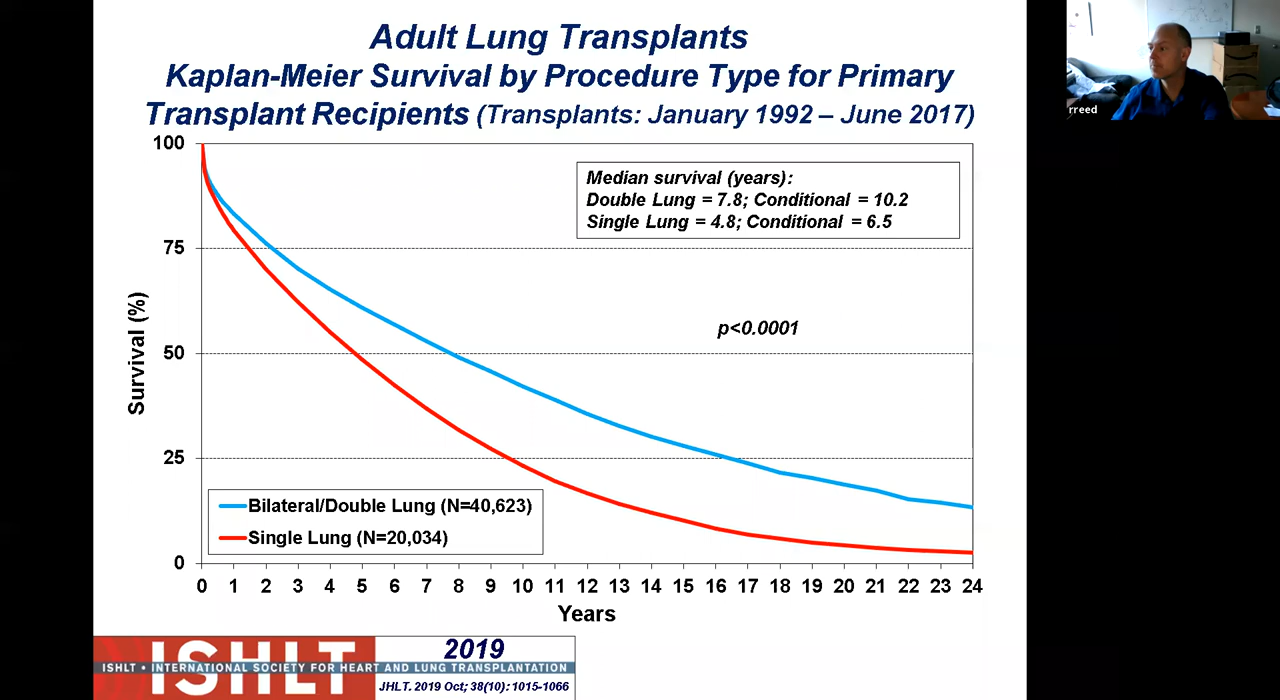 Adult Lung Transplants
Kaplan-Meier Survival by Procedure Type for Primary
Transplant Recipients (Transplants: January 1992 – June 2017)
100
75
50
25
0
Survival (%)
Median survival (years):
Double Lung = 7.8; Conditional = 10.2
Single Lung = 4.8; Conditional = 6.5
p<0.0001
Bilateral/Double Lung (N=40,623)
Single Lung (N=20,034)
0 1 2 3 4 5 6 7 8 9 10 11 12 13 14 15 16 17 18 19 20 21 22 23 24
Years
ISHLT
ISHLT • INTERNATIONAL SOCIETY FOR HEART AND LUNG TRANSPLANTATION
2019
JHLT. 2019 Oct; 38(10): 1015-1066
rreed